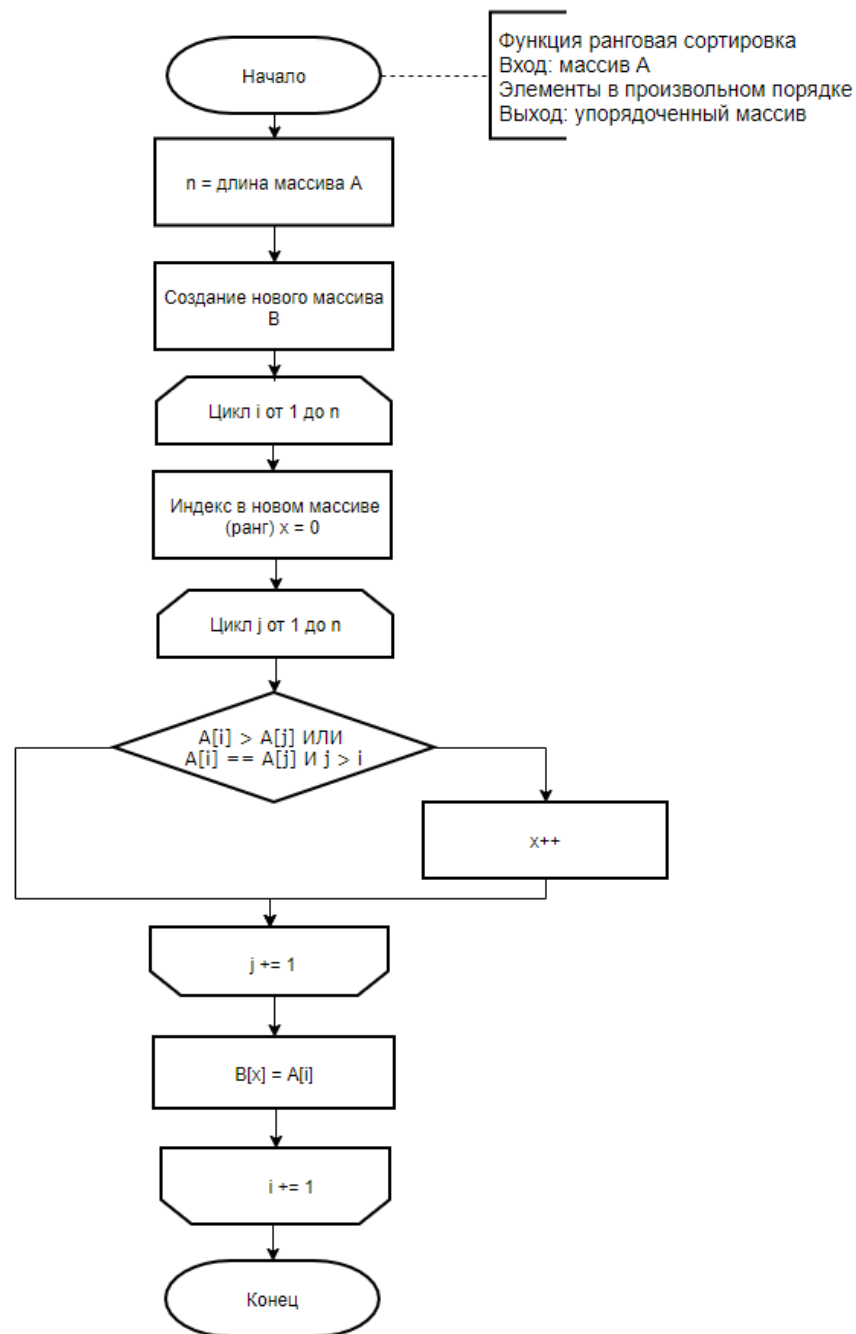 Функция ранговая сортировка
Вход: массив А
Элементы в произвольном порядке
Выход: упорядоченный массив
Начало
n = длина массива A
Создание нового массива
B
Цикл i от 1 до n
Индекс в новом массиве
(ранг) x = 0
Цикл j от 1 до n
A[i] > A[j] ИЛИ
A[i] == A[j] И j > i
x++
j += 1
B[x] = A[i]
i += 1
Конец